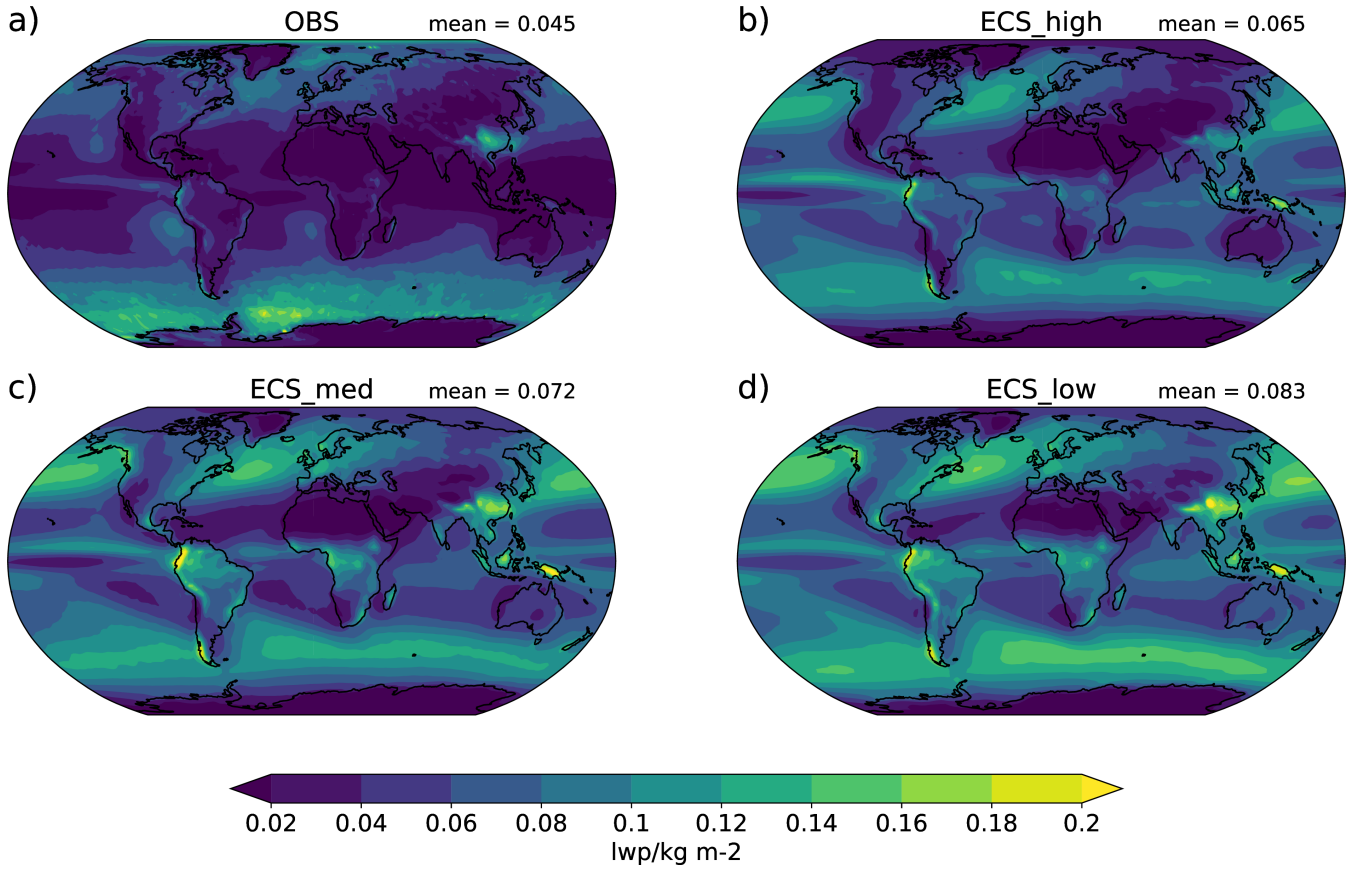 a) OBS mean = 0.045
b) ECS_high mean = 0.065
c) ECS_med mean = 0.072
d) ECS_low mean = 0.083
0.02 0.04 0.06 0.08 0.1 0.12 0.14 0.16 0.18 0.2
lwp/kg m-2